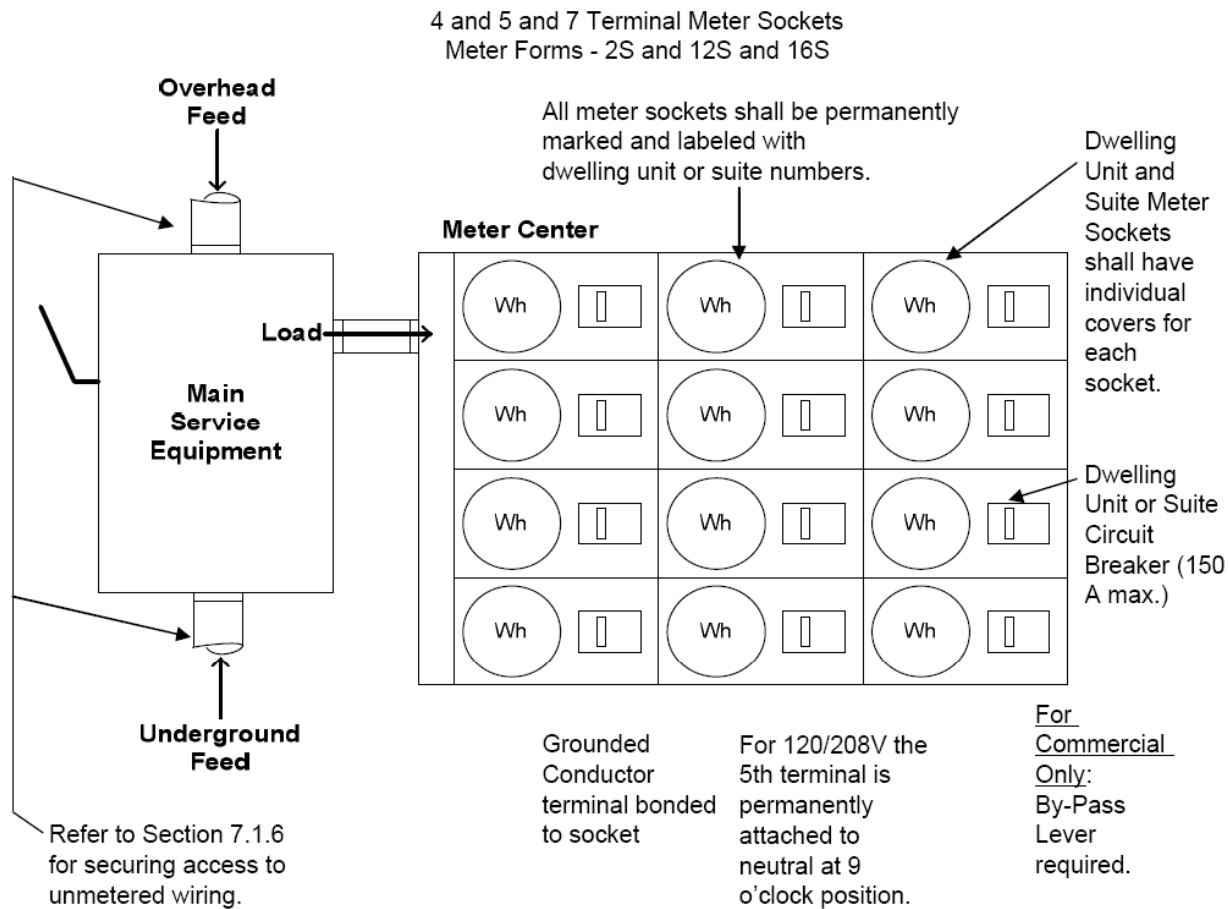 4 and 5 and 7 Terminal Meter Sockets
Meter Forms - 2S and 12S and 16S
Overhead
Feed
All meter sockets shall be permanently
marked and labeled with
dwelling unit or suite numbers.
Dwelling
Unit and
Suite Meter
Sockets
shall have
individual
covers for
each
socket.
Meter Center
Load
Main
Service
Equipment
Wh
Wh
Wh
Wh
Wh
Wh
Wh
Wh
Wh
Wh
Wh
Wh
Dwelling
Unit or Suite
Circuit
Breaker (150
A max.)
Underground
Feed
Refer to Section 7.1.6
for securing access to
unmetered wiring.
Grounded
Conductor
terminal bonded
to socket
For 120/208V the
5th terminal is
permanently
attached to
neutral at 9
o'clock position.
For
Commercial
Only:
By-Pass
Lever
required.